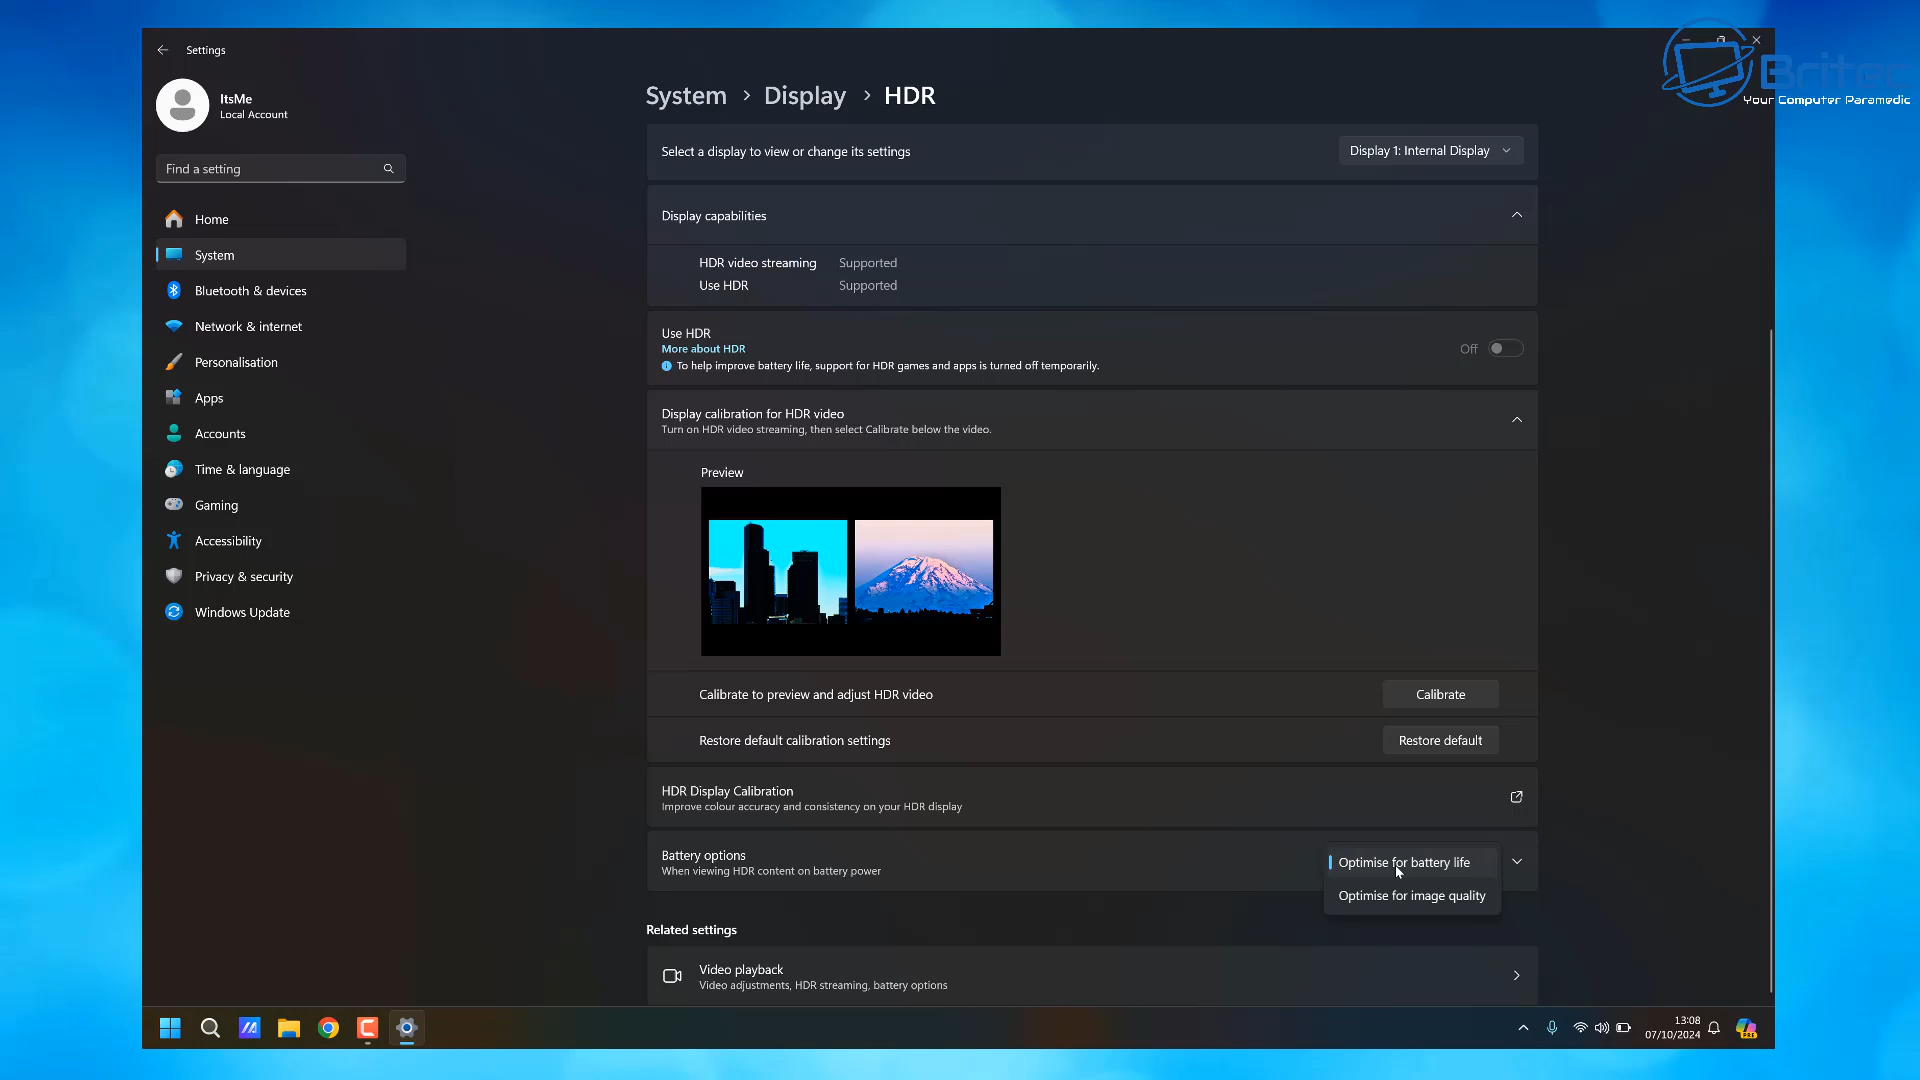 Settings
ItsMe
Local Account
Find a setting
Home
System
Bluetooth & devices
Network & internet
Personalisation
Apps
Accounts
Time & language
Gaming
Accessibility
Privacy & security
Windows Update
System > Display > HDR
Select a display to view or change its settings
Display 1: Internal Display
Display capabilities
HDR video streaming Supported
Use HDR Supported
Use HDR
More about HDR
To help improve battery life, support for HDR games and apps is turned off temporarily.
Off
Display calibration for HDR video
Turn on HDR video streaming, then select Calibrate below the video.
Preview
Calibrate to preview and adjust HDR video
Calibrate
Restore default calibration settings
Restore default
HDR Display Calibration
Improve colour accuracy and consistency on your HDR display
Battery options
When viewing HDR content on battery power
Optimise for battery life
Optimise for image quality
Related settings
Video playback
Video adjustments, HDR streaming, battery options
Britec
Your Computer Paramedic
13:08
07/10/2024
PRE